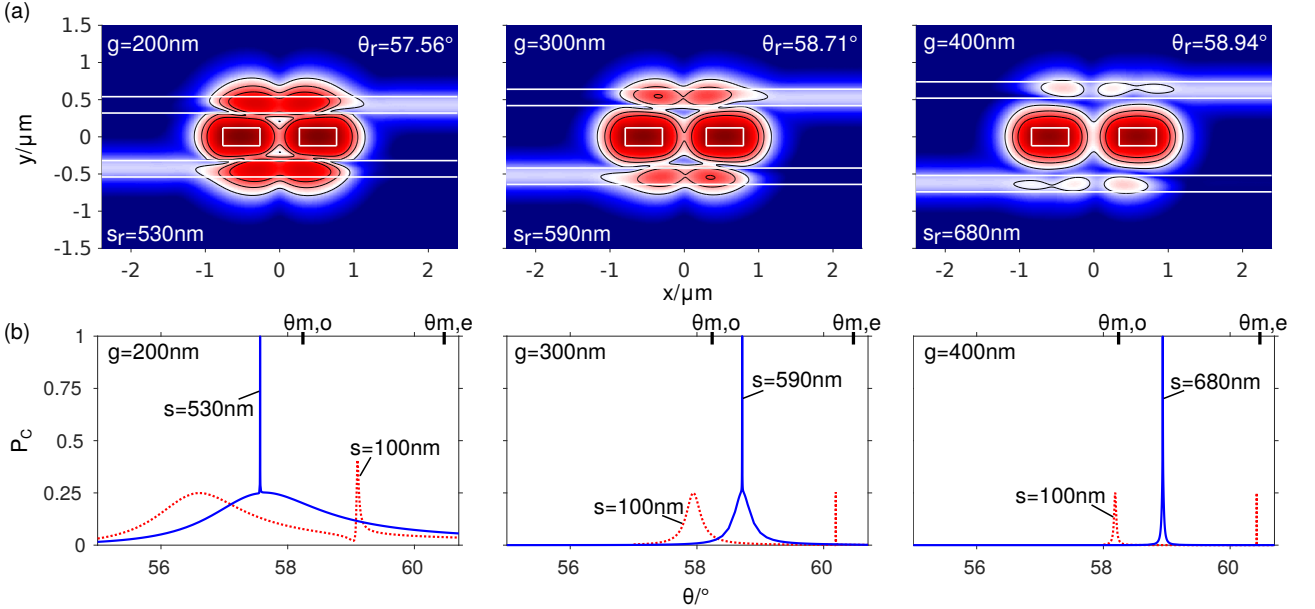 (a)
g=200nm θr=57.56°
sr=530nm
g=300nm θr=58.71°
sr=590nm
g=400nm θr=58.94°
sr=680nm
y/μm
1.5
1
0.5
0
-0.5
-1
-1.5
-2 -1 0 1 2
-2 -1 0 1 2
-2 -1 0 1 2
x/μm
(b)
θm,o θm,e
θm,o θm,e
θm,o θm,e
g=200nm
s=530nm
s=100nm
g=300nm
s=590nm
s=100nm
g=400nm
s=680nm
s=100nm
PC
1
0.75
0.5
0.25
0
56 58 60
56 58 60
56 58 60
θ/°